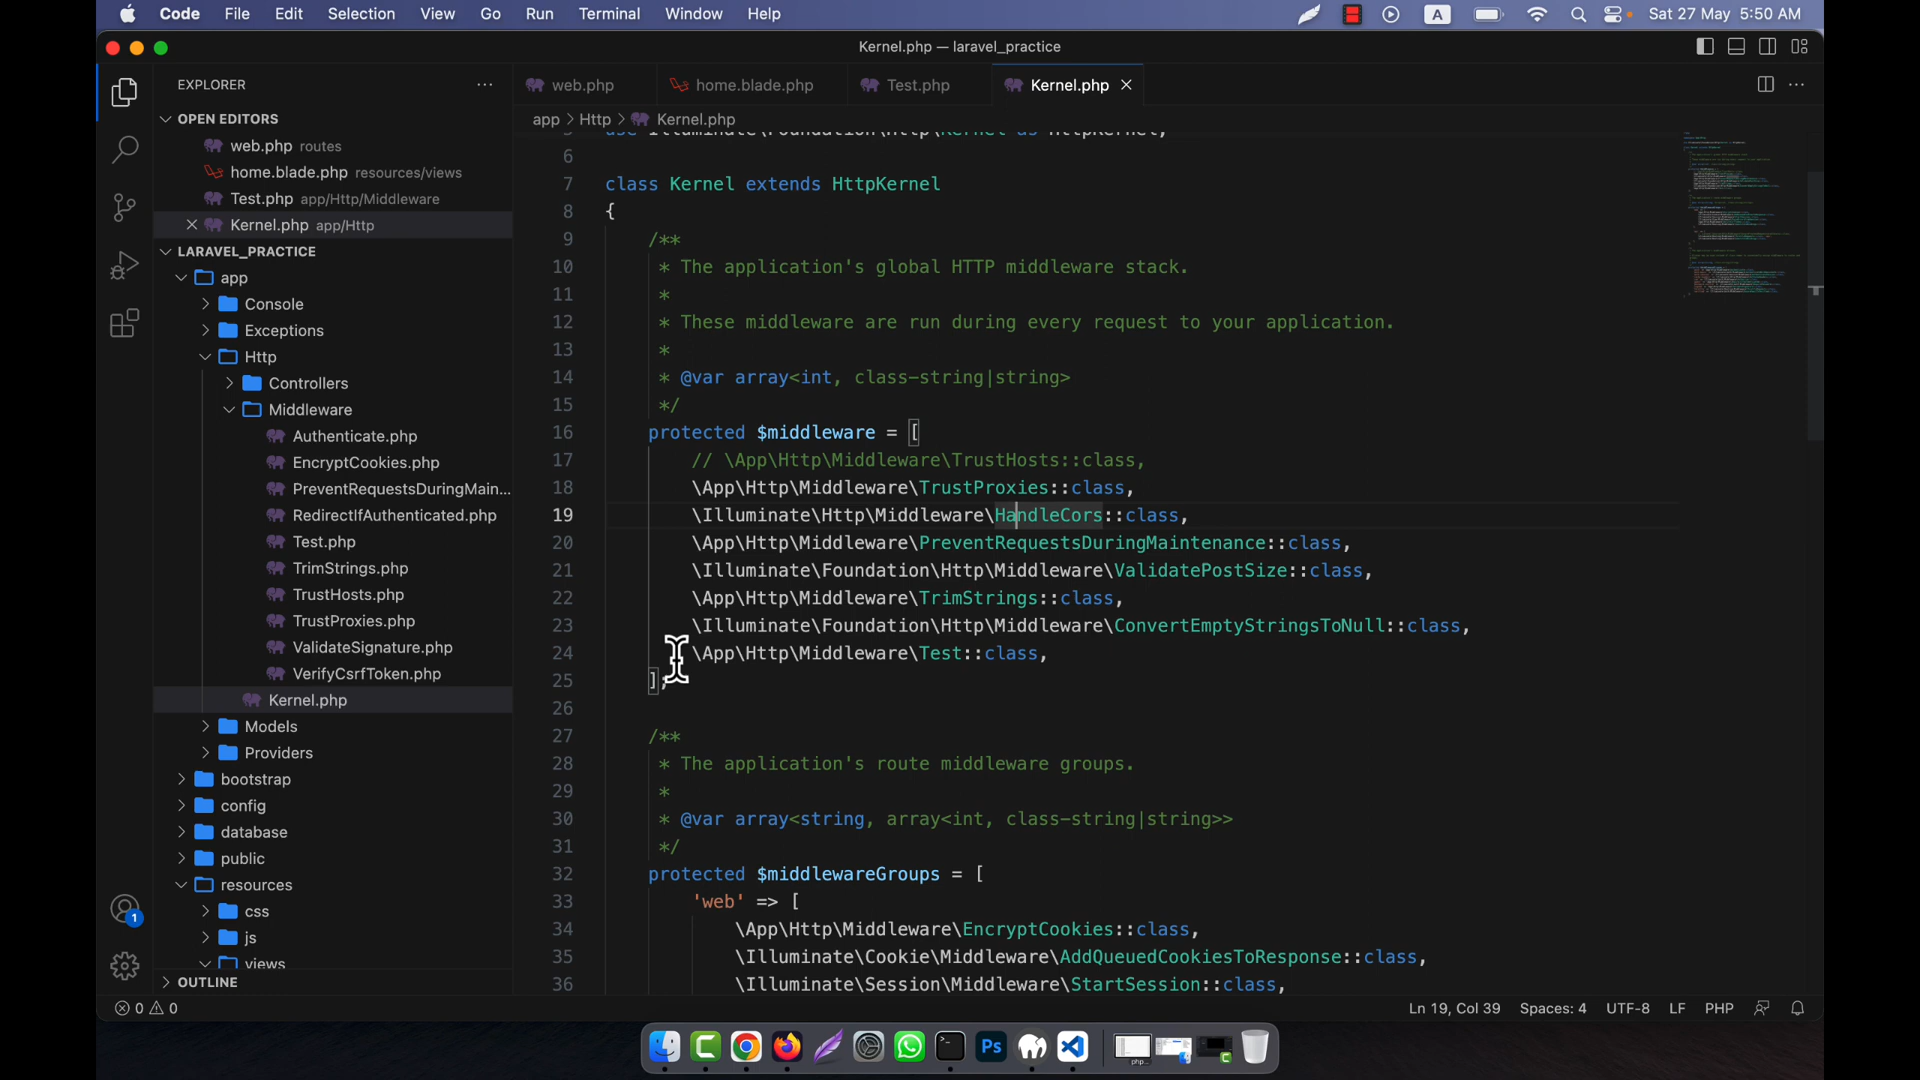 Code File Edit Selection View Go Run Terminal Window Help A Sat 27 May 5:50 AM
Kernel.php — laravel_practice
EXPLORER
web.php home.blade.php Test.php Kernel.php
OPEN EDITORS
app Http Kernel.php
web.php routes
home.blade.php resources/views
Test.php app/Http/Middleware
Kernel.php app/Http
LARAVEL_PRACTICE
app
Console
Exceptions
Http
Controllers
Middleware
Authenticate.php
EncryptCookies.php
PreventRequestsDuringMain...
RedirectIfAuthenticated.php
Test.php
TrimStrings.php
TrustHosts.php
TrustProxies.php
ValidateSignature.php
VerifyCsrfToken.php
Kernel.php
Models
Providers
bootstrap
config
database
public
resources
css
js
views
OUTLINE
5 use Illuminate\Foundation\Http\Kernel as HttpKernel;
6
7 class Kernel extends HttpKernel
8 {
9 /**
10 * The application's global HTTP middleware stack.
11 *
12 * These middleware are run during every request to your application.
13 *
14 * @var array<int, class-string|string>
15 */
16 protected $middleware = [
17 // \App\Http\Middleware\TrustHosts::class,
18 \App\Http\Middleware\TrustProxies::class,
19 \Illuminate\Http\Middleware\HandleCors::class,
20 \App\Http\Middleware\PreventRequestsDuringMaintenance::class,
21 \Illuminate\Foundation\Http\Middleware\ValidatePostSize::class,
22 \App\Http\Middleware\TrimStrings::class,
23 \Illuminate\Foundation\Http\Middleware\ConvertEmptyStringsToNull::class,
24 \App\Http\Middleware\Test::class,
25 ];
26
27 /**
28 * The application's route middleware groups.
29 *
30 * @var array<string, array<int, class-string|string>>
31 */
32 protected $middlewareGroups = [
33 'web' => [
34 \App\Http\Middleware\EncryptCookies::class,
35 \Illuminate\Cookie\Middleware\AddQueuedCookiesToResponse::class,
36 \Illuminate\Session\Middleware\StartSession::class,
1
0 0 Ln 19, Col 39 Spaces: 4 UTF-8 LF PHP
Ps